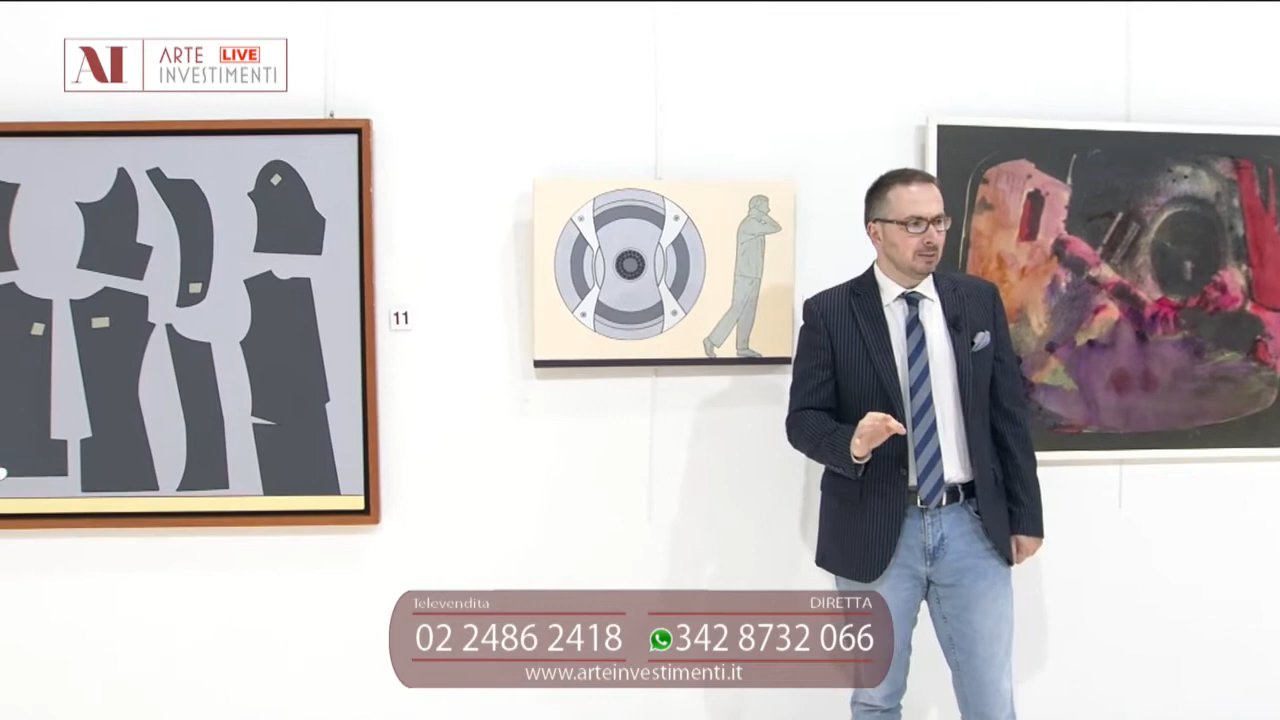 AI ARTE LIVE
INVESTIMENTI
11
Televendita DIRETTA
02 2486 2418 342 8732 066
www.arteinvestimenti.it